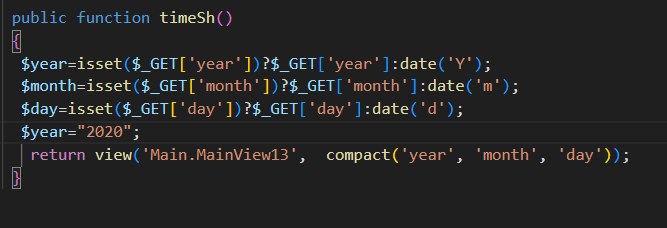 public function timeSh()
{
$year=isset($_GET['year'])?$_GET['year']:date('Y');
$month=isset($_GET['month'])?$_GET['month']:date('m');
$day=isset($_GET['day'])?$_GET['day']:date('d');
$year="2020";
return view('Main.MainView13',  compact('year', 'month', 'day'));
}